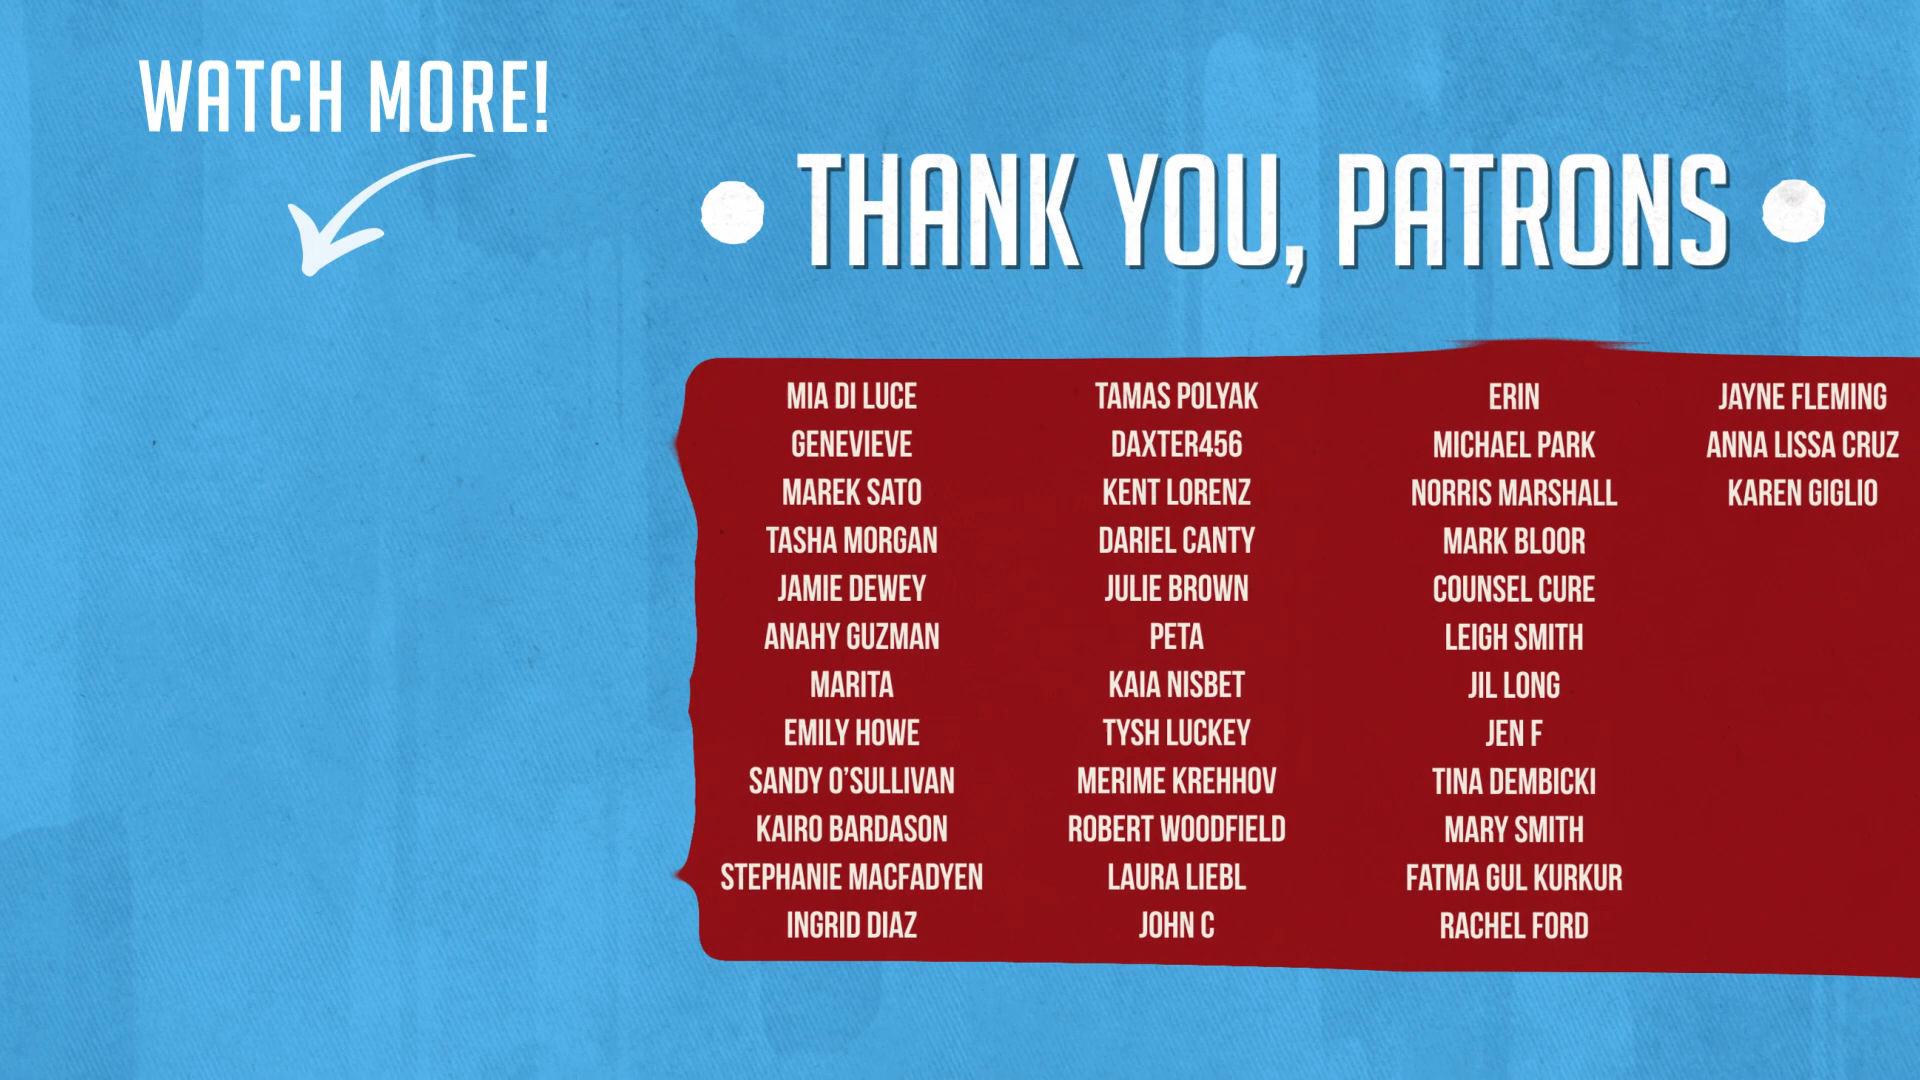 WATCH MORE!
THANK YOU, PATRONS
MIA DI LUCE
GENEVIEVE
MAREK SATO
TASHA MORGAN
JAMIE DEWEY
ANAHY GUZMAN
MARITA
EMILY HOWE
SANDY O'SULLIVAN
KAIRO BARDASON
STEPHANIE MACFADYEN
INGRID DIAZ
TAMAS POLYAK
DAXTER456
KENT LORENZ
DARIEL CANTY
JULIE BROWN
PETA
KAIA NISBET
TYSH LUCKEY
MERIME KREHHOV
ROBERT WOODFIELD
LAURA LIEBL
JOHN C
ERIN
MICHAEL PARK
NORRIS MARSHALL
MARK BLOOR
COUNSEL CURE
LEIGH SMITH
JIL LONG
JEN F
TINA DEMBICKI
MARY SMITH
FATMA GUL KURKUR
RACHEL FORD
JAYNE FLEMING
ANNA LISSA CRUZ
KAREN GIGLIO